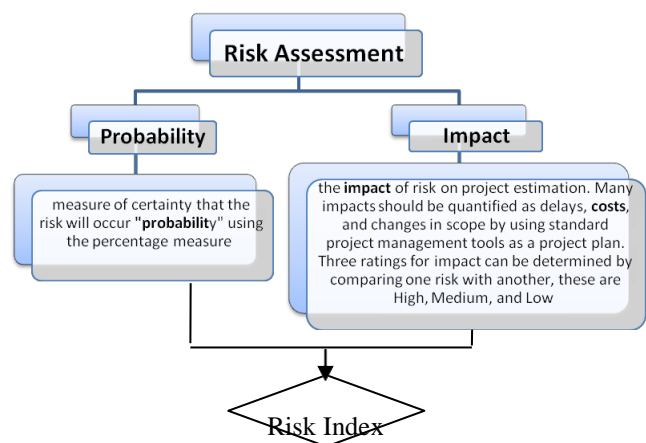 Risk Assessment
Probability
Impact
measure of certainty that the
risk will occur "probability" using
the percentage measure
the impact of risk on project estimation. Many
impacts should be quantified as delays, costs,
and changes in scope by using standard
project management tools as a project plan.
Three ratings for impact can be determined by
comparing one risk with another, these are
High, Medium, and Low
Risk Index